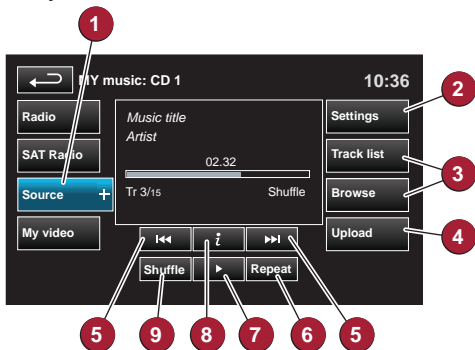 1
MY music: CD 1
10:36
2
Radio
Music title
Settings
Artist
SAT Radio
02.32
Track list
3
Source +
Tr 3/15
Shuffle
Browse
My video
i
Upload
4
Shuffle
Repeat
5
9
8
7
6
5